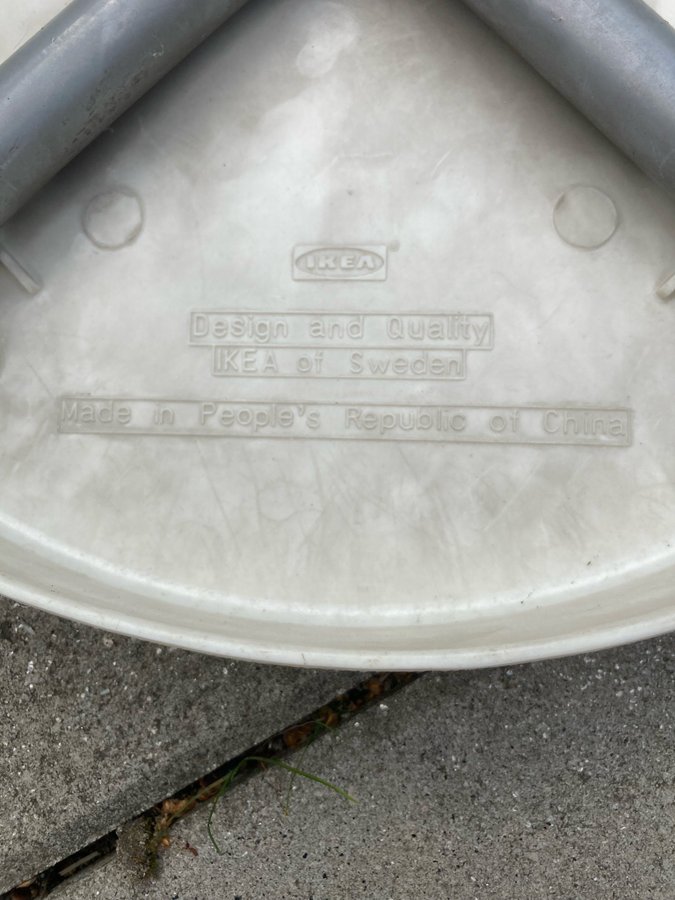 IKEA
Design and Quality
IKEA of Sweden
Made in People's Republic of China